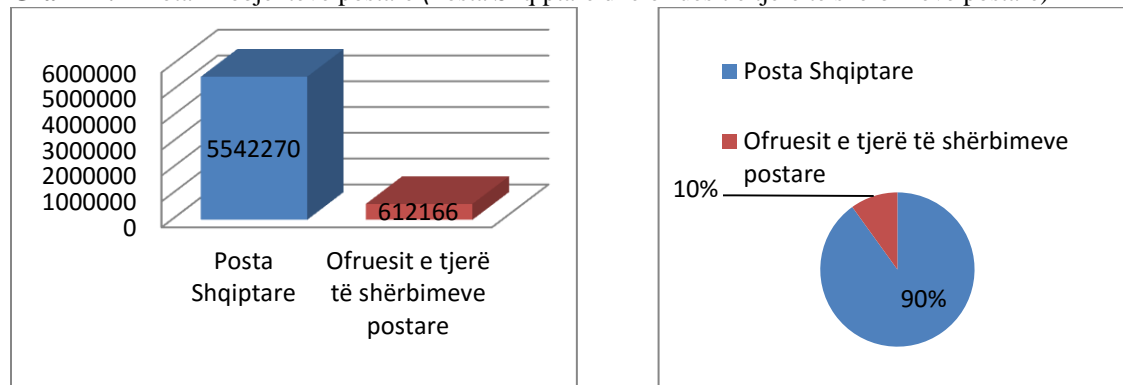 6000000
5000000
4000000
3000000
2000000
1000000
0
5542270
612166
Posta
Shqiptare
Ofruesit e tjerë
të shërbimeve
postare
Posta Shqiptare
Ofruesit e tjerë të shërbimeve
postare
10%
90%